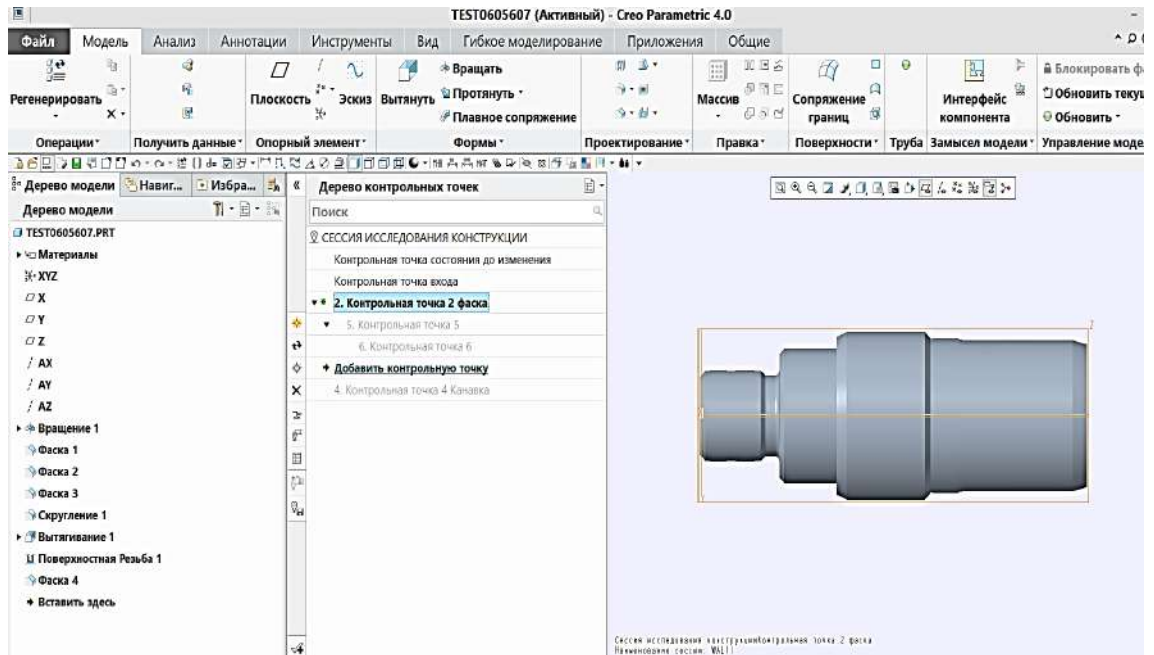 TEST0605607 (Активный) - Creo Parametric 4.0
Файл Модель Анализ Аннотации Инструменты Вид Гибкое моделирование Приложения Общие
Регенерировать
Плоскость
Эскиз
Вытянуть
Вращать
Протянуть
Плавное сопряжение
Массив
Сопряжение границ
Интерфейс компонента
Блокировать
Обновить
Обновить
Операции Получить данные Опорный элемент Формы Проектирование Правка Поверхности Труба Замысел модели Управление
Дерево модели Навиг... Избра...
Дерево модели
TEST0605607.PRT
Материалы
XYZ
X
Y
Z
AX
AY
AZ
Вращение 1
Фаска 1
Фаска 2
Фаска 3
Скругление 1
Вытягивание 1
Поверхностная Резьба 1
Фаска 4
Вставить здесь
Дерево контрольных точек
Поиск
СЕССИЯ ИССЛЕДОВАНИЯ КОНСТРУКЦИИ
Контрольная точка состояния до изменения
Контрольная точка входа
2. Контрольная точка 2 фаска
5. Контрольная точка 5
6. Контрольная точка 6
Добавить контрольную точку
4. Контрольная точка 4 Канавка